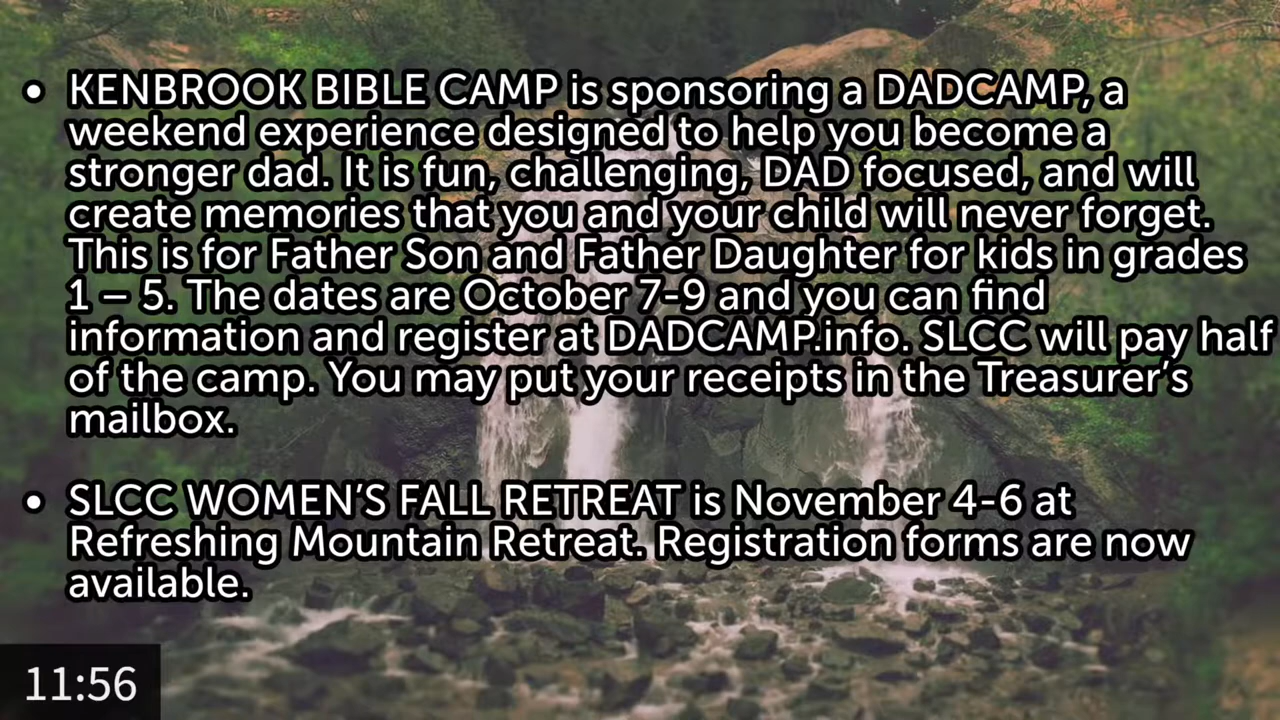 • KENBROOK BIBLE CAMP is sponsoring a DADCAMP, a
weekend experience designed to help you become a
stronger dad. It is fun, challenging, DAD focused, and will
create memories that you and your child will never forget.
This is for Father Son and Father Daughter for kids in grades
1 – 5. The dates are October 7-9 and you can find
information and register at DADCAMP.info. SLCC will pay half
of the camp. You may put your receipts in the Treasurer’s
mailbox.
• SLCC WOMEN’S FALL RETREAT is November 4-6 at
Refreshing Mountain Retreat. Registration forms are now
available.
11:56